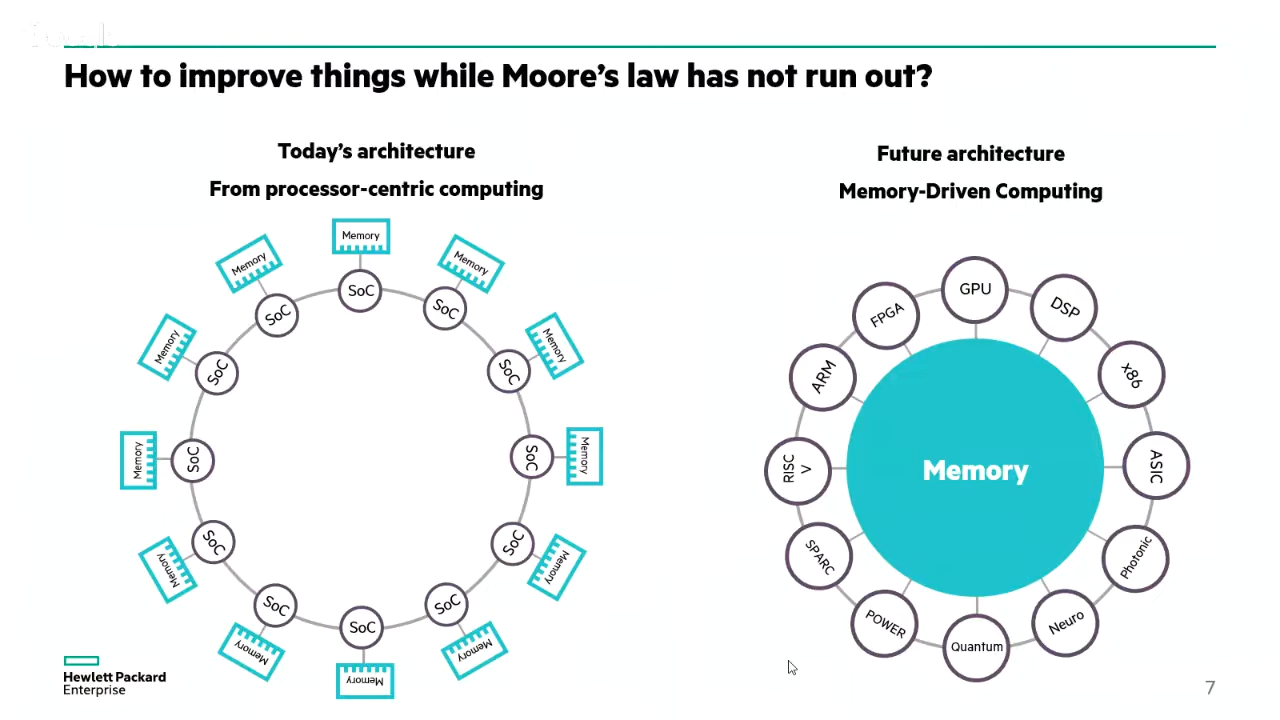 How to improve things while Moore's law has not run out?
Today's architecture
From processor-centric computing
Memory
Memory
Memory
Memory
Memory
Memory
Memory
Memory
Memory
Memory
Memory
Memory
SoC
SoC
SoC
SoC
SoC
SoC
SoC
SoC
SoC
SoC
SoC
SoC
Future architecture
Memory-Driven Computing
GPU
DSP
x86
ASIC
Photonic
Neuro
Quantum
POWER
SPARC
RISC
V
ARM
FPGA
Memory
Hewlett Packard
Enterprise
7